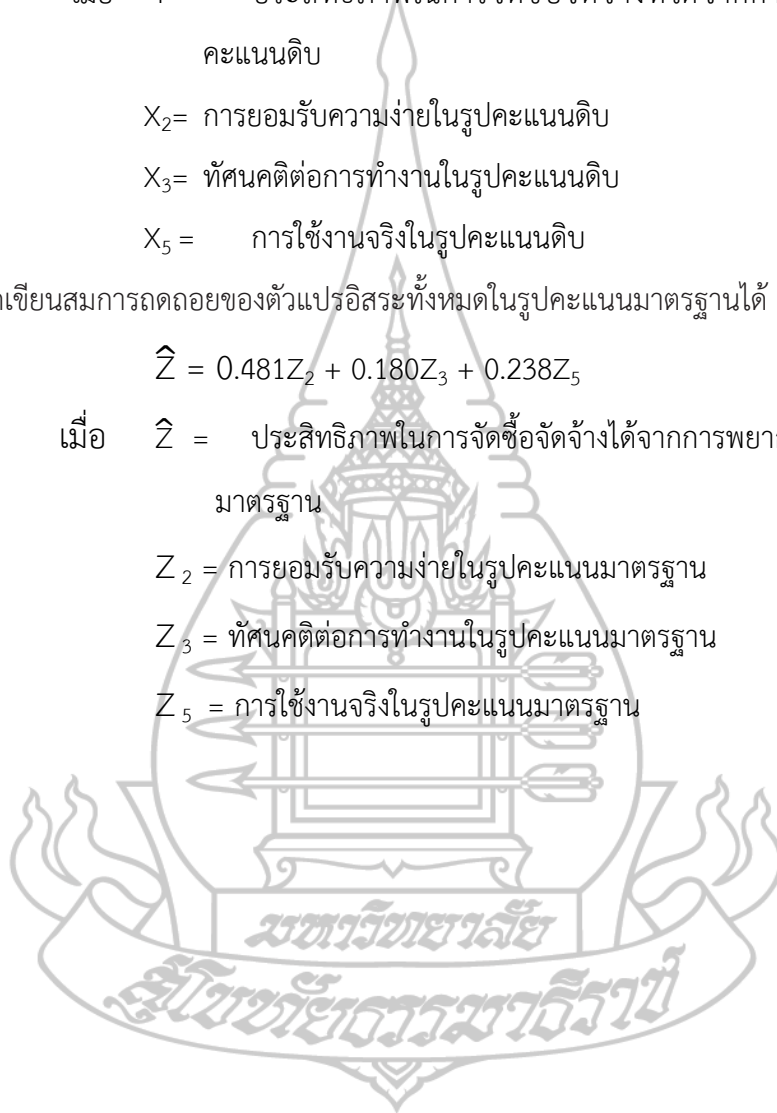 คะแนนดิบ
X₂= การยอมรับความง่ายในรูปคะแนนดิบ
X₃= ทัศนคติต่อการทำงานในรูปคะแนนดิบ
X₅ = การใช้งานจริงในรูปคะแนนดิบ
เขียนสมการถดถอยของตัวแปรอิสระทั้งหมดในรูปคะแนนมาตรฐานได้
Ẑ = 0.481Z₂ + 0.180Z₃ + 0.238Z₅
เมื่อ Ẑ = ประสิทธิภาพในการจัดซื้อจัดจ้างได้จากการพยา
มาตรฐาน
Z ₂ = การยอมรับความง่ายในรูปคะแนนมาตรฐาน
Z ₃ = ทัศนคติต่อการทำงานในรูปคะแนนมาตรฐาน
Z ₅ = การใช้งานจริงในรูปคะแนนมาตรฐาน
มหาวิทยาลัย
สุโขทัยธรรมาธิราช